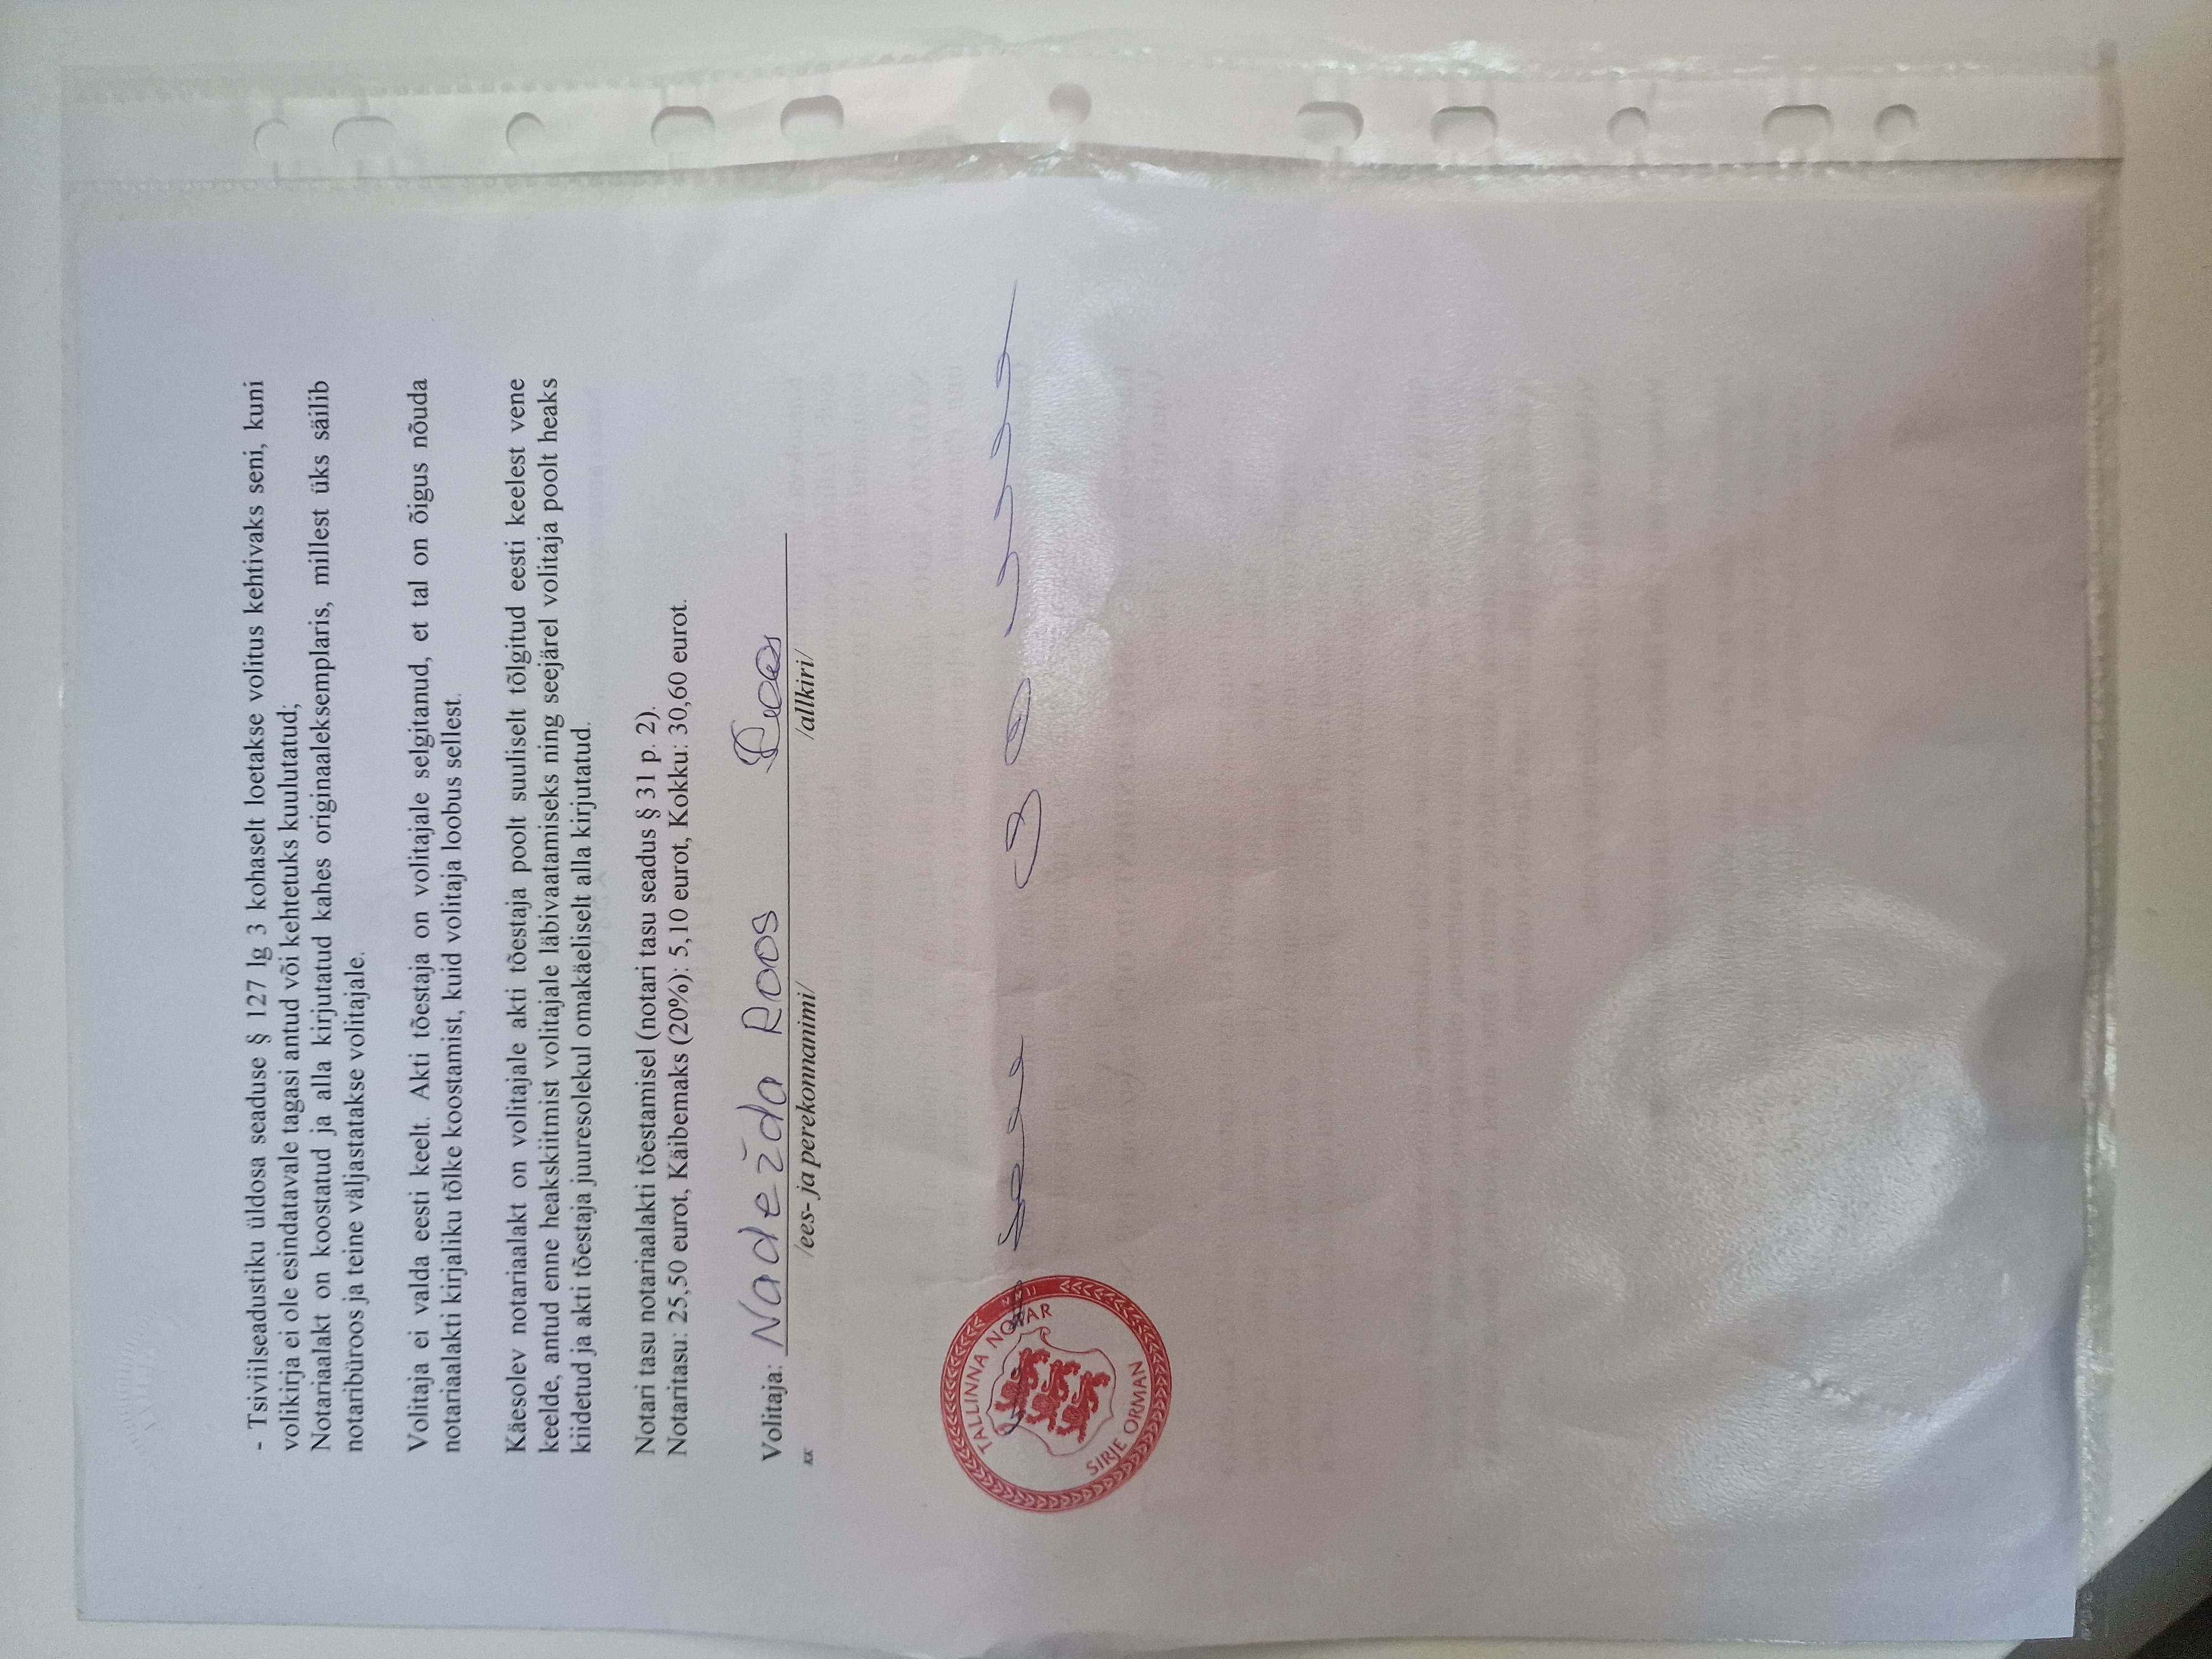 - Tsiviilseadustiku üldosa seaduse § 127 lg 3 kohaselt loetakse volitus kehtivaks seni, kuni
volikirja ei ole esindatavale tagasi antud või kehtetuks kuulutatud;
Notariaalakt on koostatud ja alla kirjutatud kahes originaaleksemplaris, millest üks säilib
notaribüroos ja teine väljastatakse volitajale.
Volitaja ei valda eesti keelt. Akti tõestaja on volitajale selgitanud, et tal on õigus nõuda
notariaalakti kirjaliku tõlke koostamist, kuid volitaja loobus sellest.
Käesolev notariaalakt on volitajale akti tõestaja poolt suuliselt tõlgitud eesti keelest vene
keelde, antud enne heakskiitmist volitajale läbivaatamiseks ning seejärel volitaja poolt heaks
kiidetud ja akti tõestaja juuresolekul omakäeliselt alla kirjutatud.
Notari tasu notariaalakti tõestamisel (notari tasu seadus § 31 p. 2).
Notaritasu: 25,50 eurot, Käibemaks (20%): 5,10 eurot, Kokku: 30,60 eurot.
Volitaja: Nadežda Roos Roos
/ees- ja perekonnanimi/ /allkiri/
KK
TALLINNA NOTAR
SIRJE ORMAN